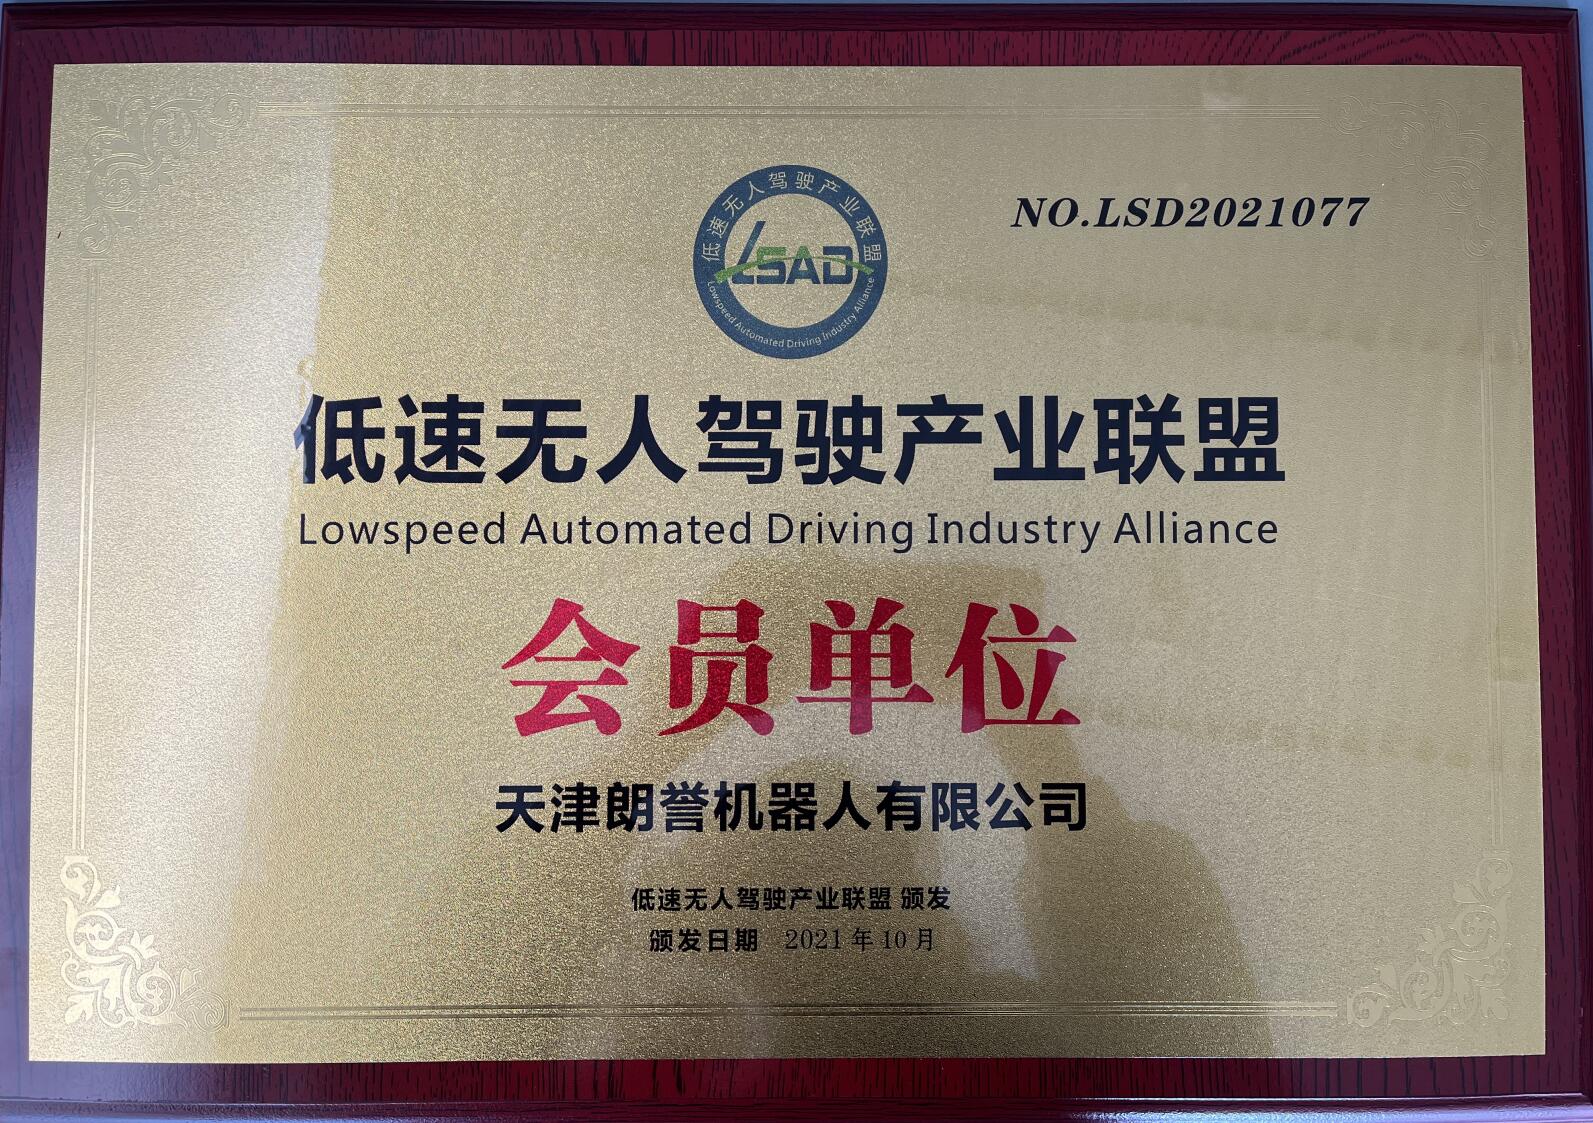 低速无人驾驶产业联盟
LSAD
Lowspeed Automated Driving Industry Alliance
NO.LSD2021077
低速无人驾驶产业联盟
Lowspeed Automated Driving Industry Alliance
会员单位
天津朗誉机器人有限公司
低速无人驾驶产业联盟 颁发
颁发日期 2021年10月